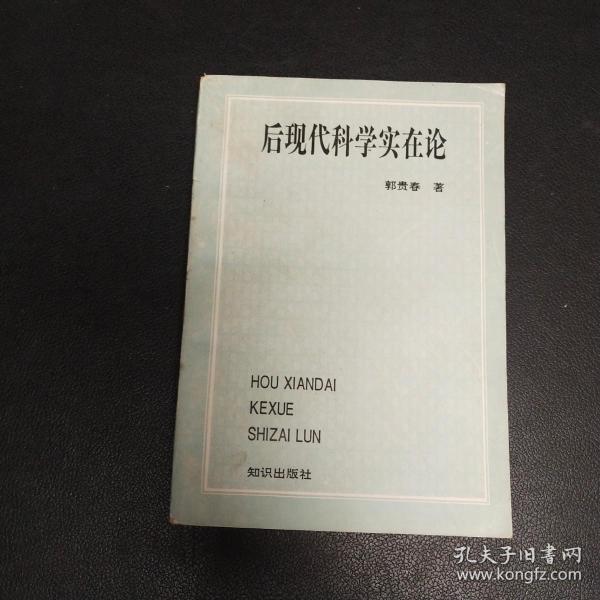 后现代科学实在论
郭贵春 著
HOU XIANDAI
KEXUE
SHIZAI LUN
知识出版社
孔夫子旧书网
www.kongfz.com